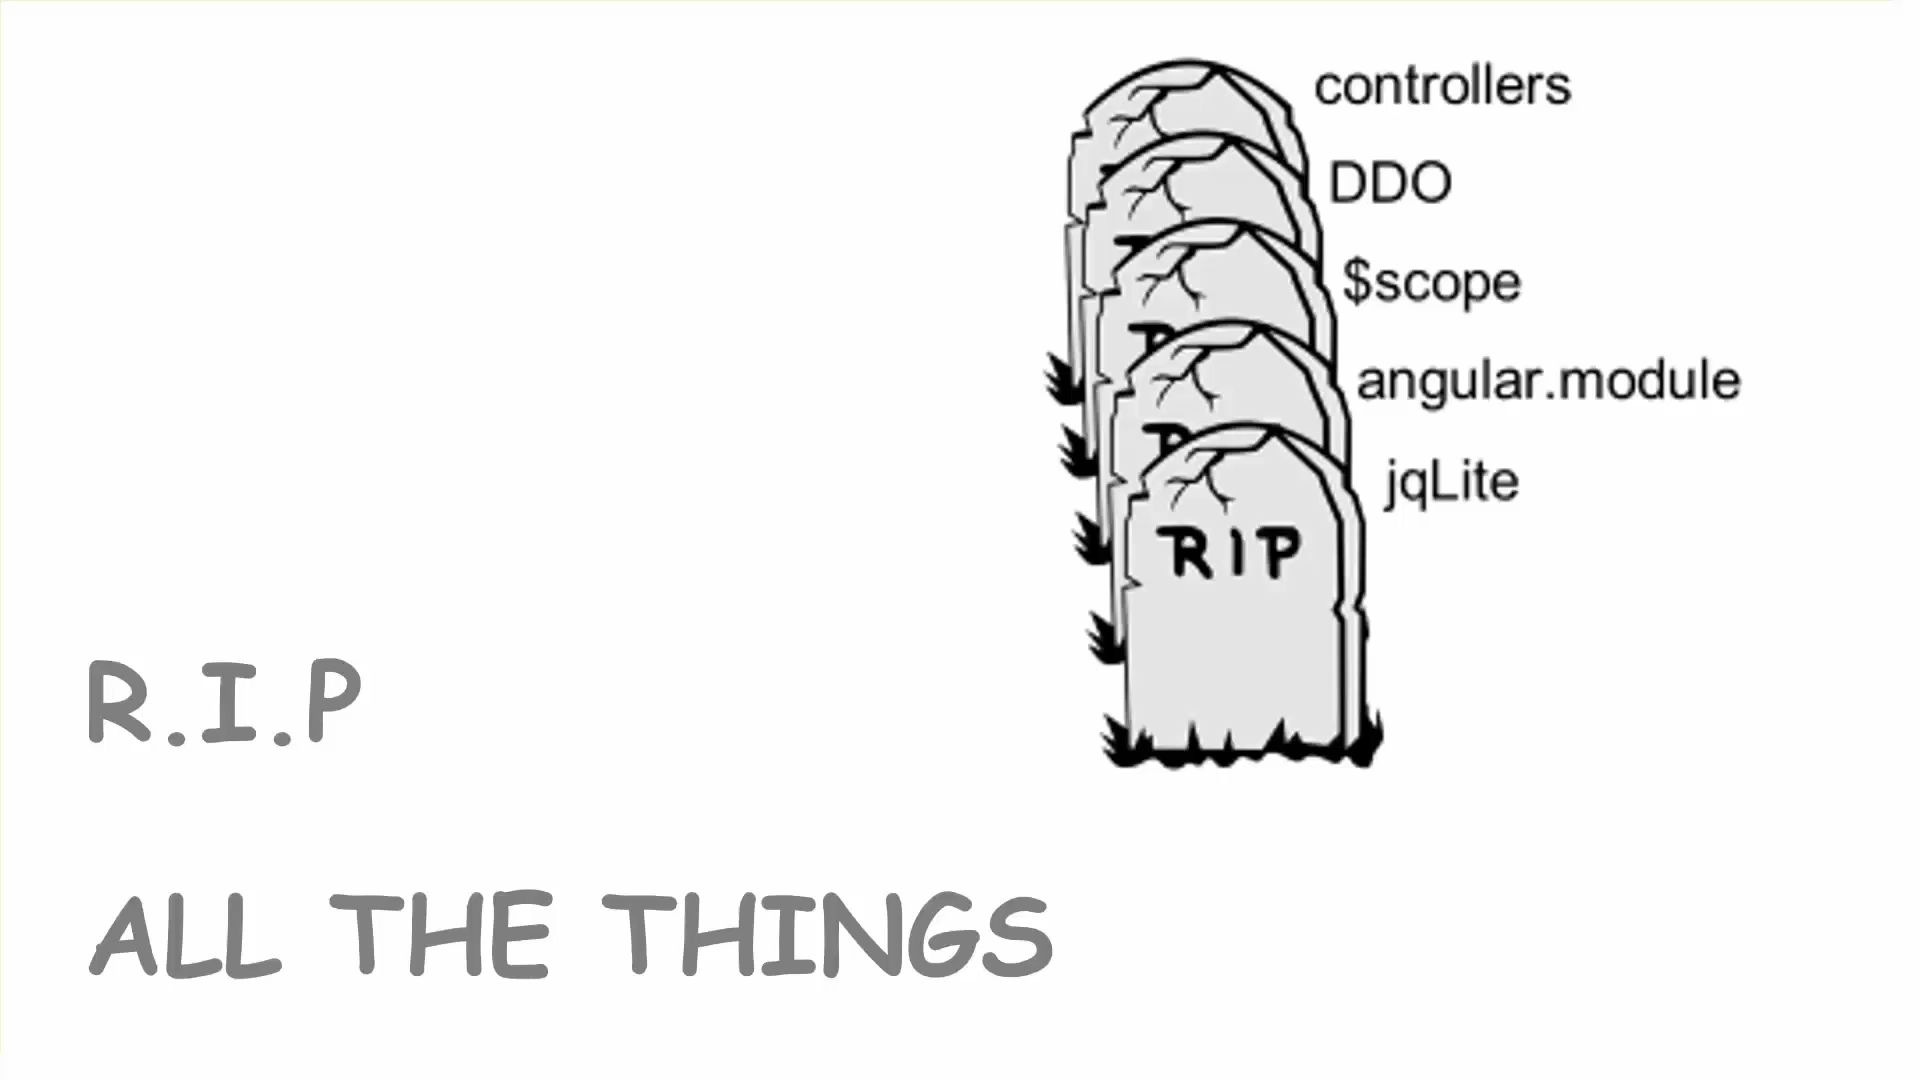 controllers
DDO
$scope
angular.module
jqLite
RIP
R.I.P
ALL THE THINGS